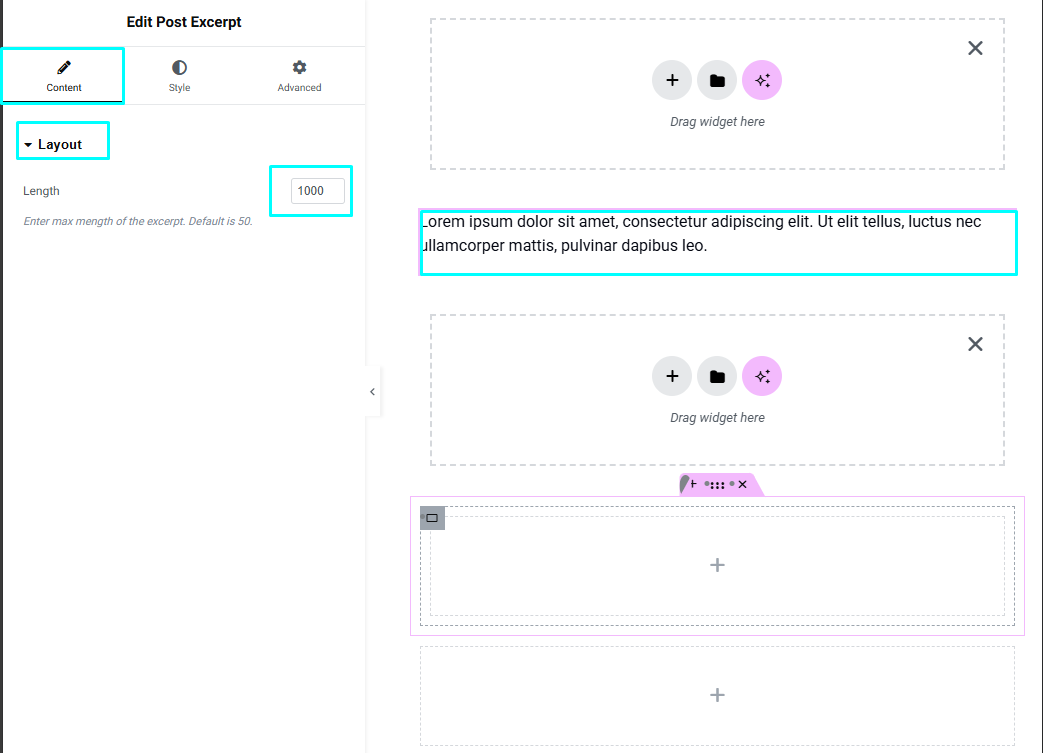 Edit Post Excerpt
Content
Style
Advanced
Layout
Length
1000
Enter max mength of the excerpt. Default is 50.
Drag widget here
Lorem ipsum dolor sit amet, consectetur adipiscing elit. Ut elit tellus, luctus nec
ullamcorper mattis, pulvinar dapibus leo.
Drag widget here